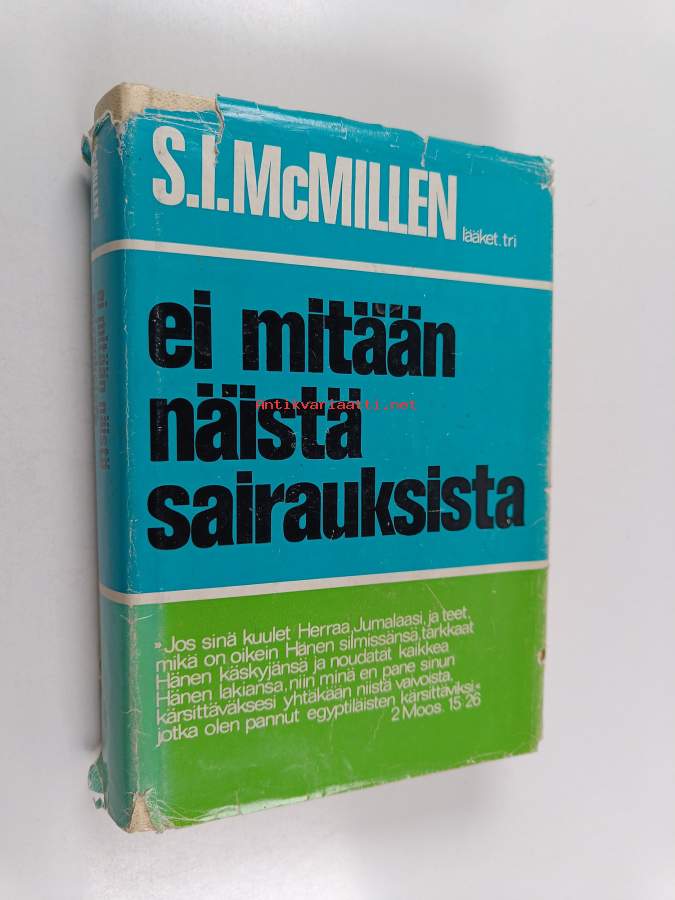 S.I.McMILLEN
lääket.tri
ei mitään
näistä
sairauksista
Antikvariaatti.net
»Jos sinä kuulet Herraa, Jumalaasi, ja teet,
mikä on oikein Hänen silmissänsä, tarkkaat
Hänen käskyjänsä ja noudatat kaikkea
Hänen lakiansa, niin minä en pane sinun
kärsittäväksesi yhtäkään niistä vaivoista,
jotka olen pannut egyptiläisten kärsittäviksi«
2 Moos. 15:26
ei mitään näistä